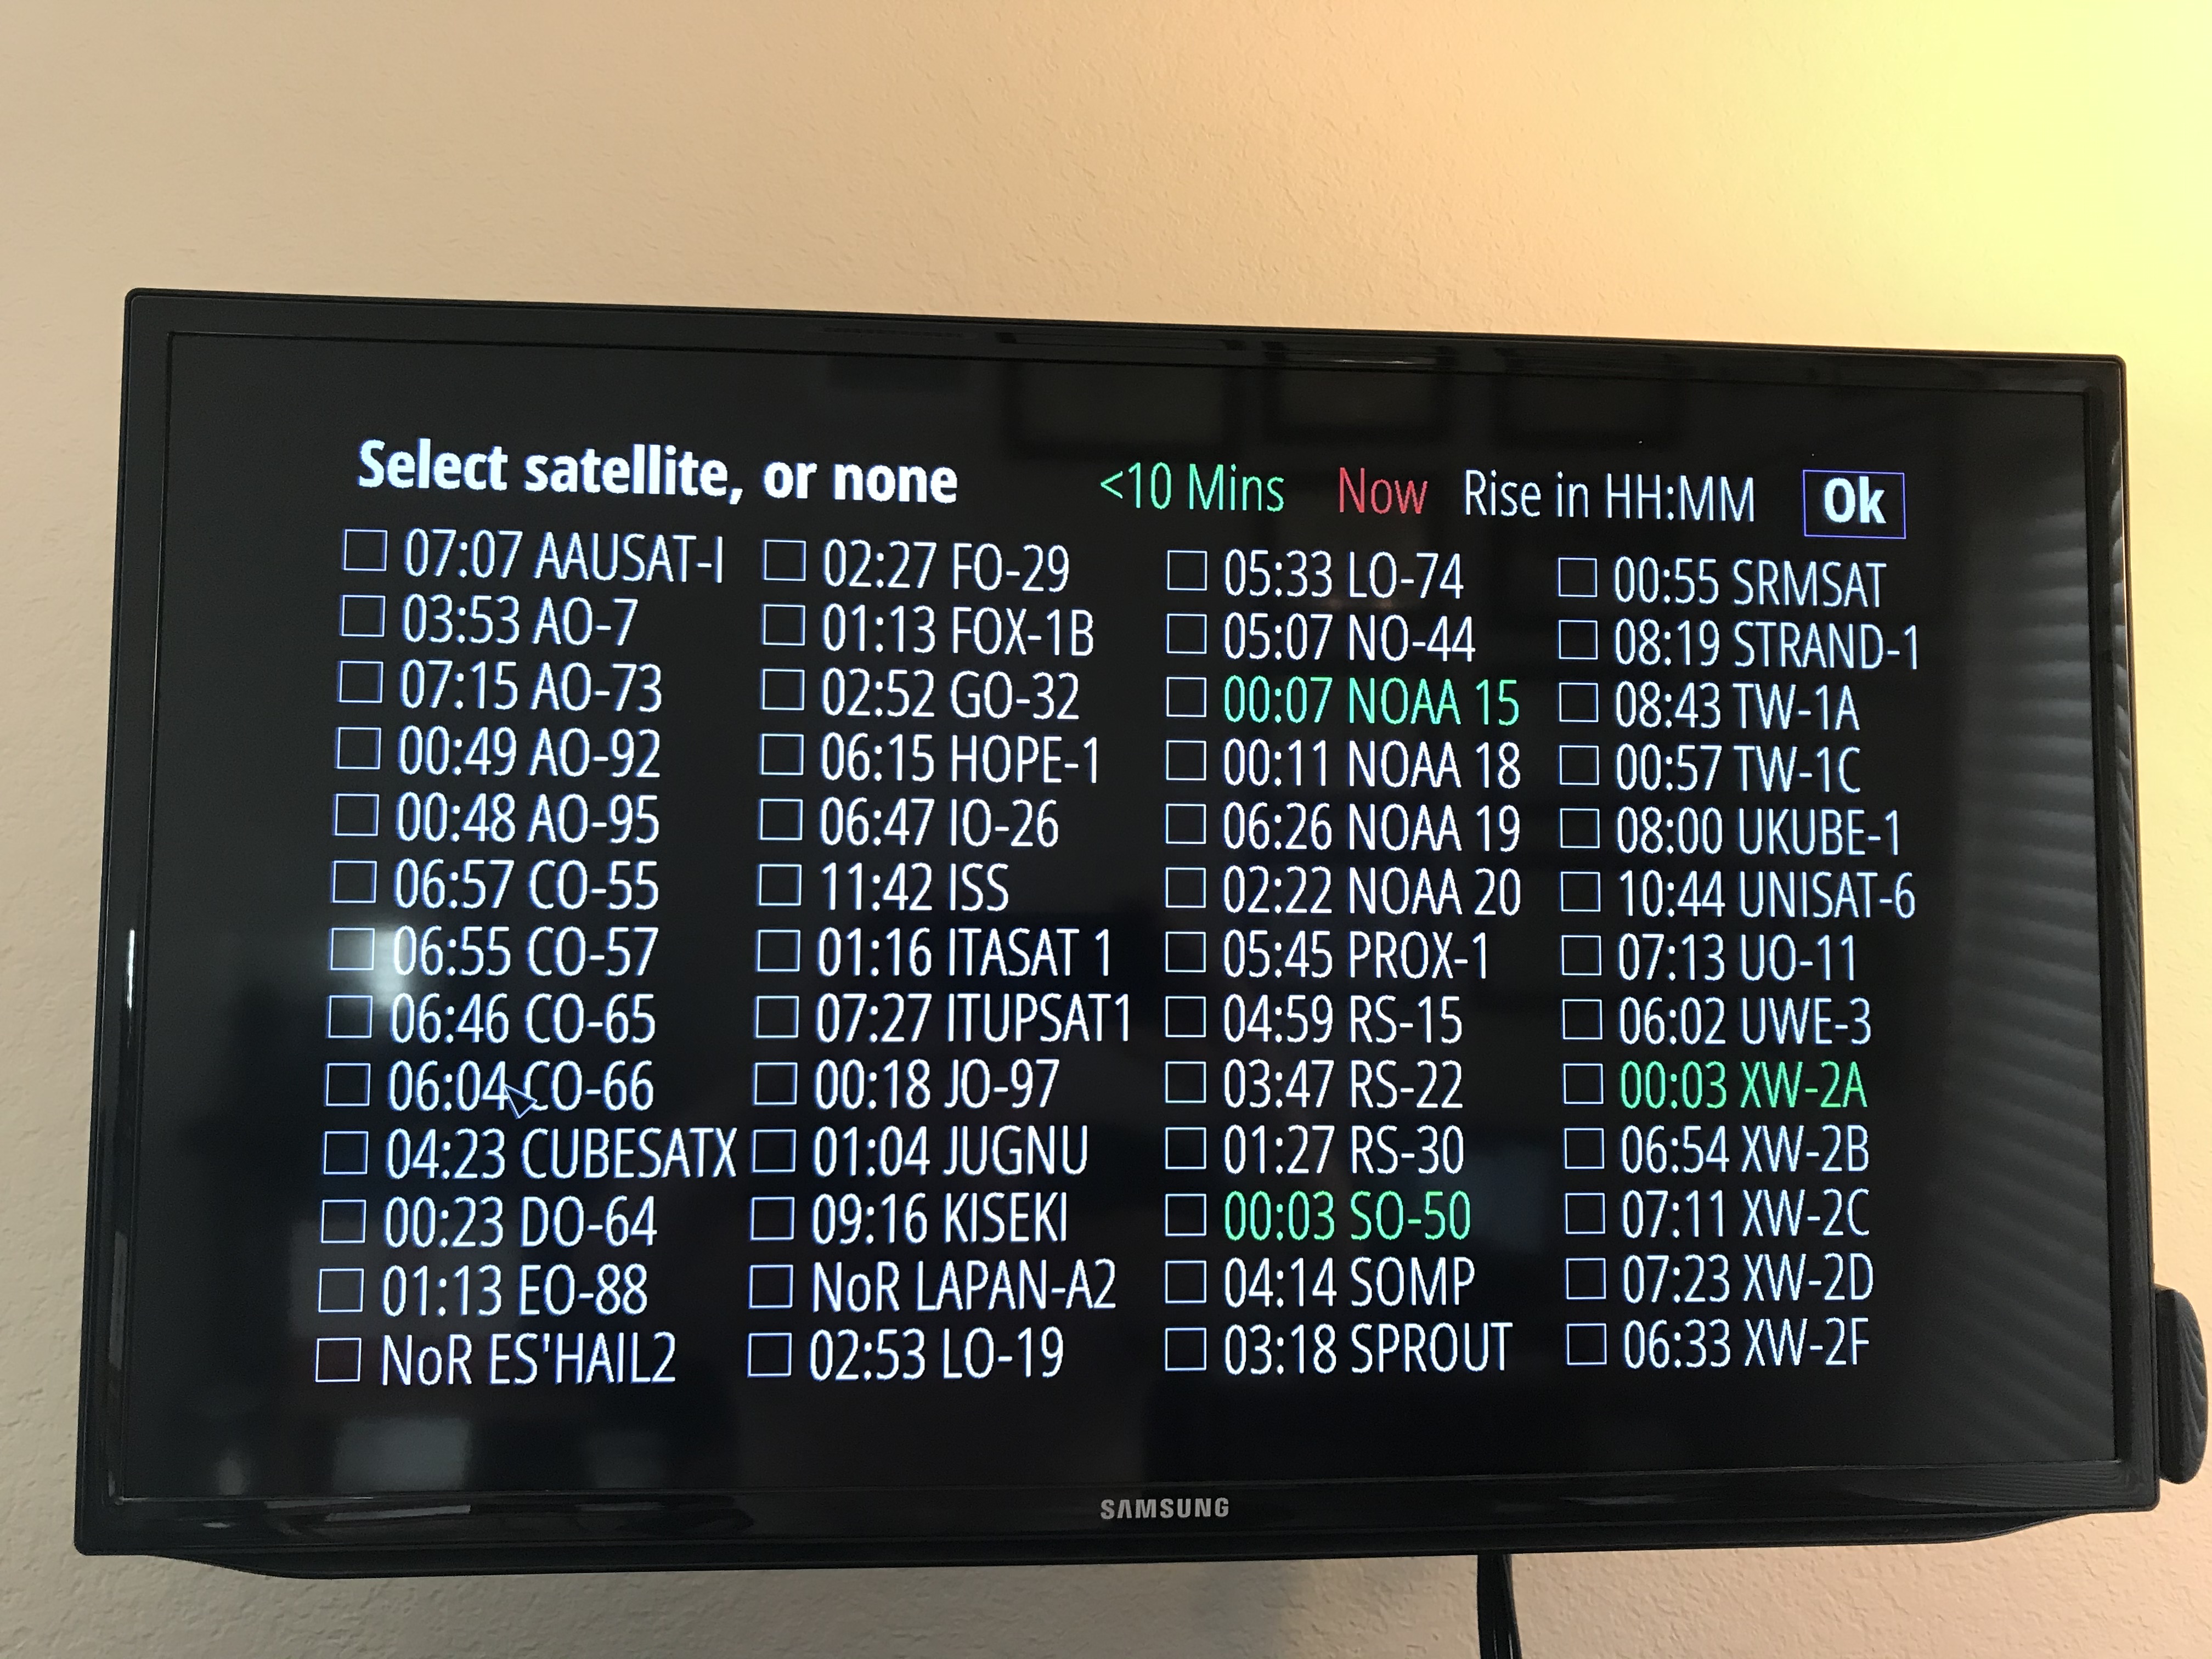 Select satellite, or none <10 Mins Now Rise in HH:MM Ok
07:07 AAUSAT-I
03:53 AO-7
07:15 AO-73
00:49 AO-92
00:48 AO-95
06:57 CO-55
06:55 CO-57
06:46 CO-65
06:04 CO-66
04:23 CUBESATX
00:23 DO-64
01:13 EO-88
NoR ES'HAIL2
02:27 FO-29
01:13 FOX-1B
02:52 GO-32
06:15 HOPE-1
06:47 IO-26
11:42 ISS
01:16 ITASAT 1
07:27 ITUPSAT1
00:18 JO-97
01:04 JUGNU
09:16 KISEKI
NoR LAPAN-A2
02:53 LO-19
05:33 LO-74
05:07 NO-44
00:07 NOAA 15
00:11 NOAA 18
06:26 NOAA 19
02:22 NOAA 20
05:45 PROX-1
04:59 RS-15
03:47 RS-22
01:27 RS-30
00:03 SO-50
04:14 SOMP
03:18 SPROUT
00:55 SRMSAT
08:19 STRAND-1
08:43 TW-1A
00:57 TW-1C
08:00 UKUBE-1
10:44 UNISAT-6
07:13 UO-11
06:02 UWE-3
00:03 XW-2A
06:54 XW-2B
07:11 XW-2C
07:23 XW-2D
06:33 XW-2F
SAMSUNG